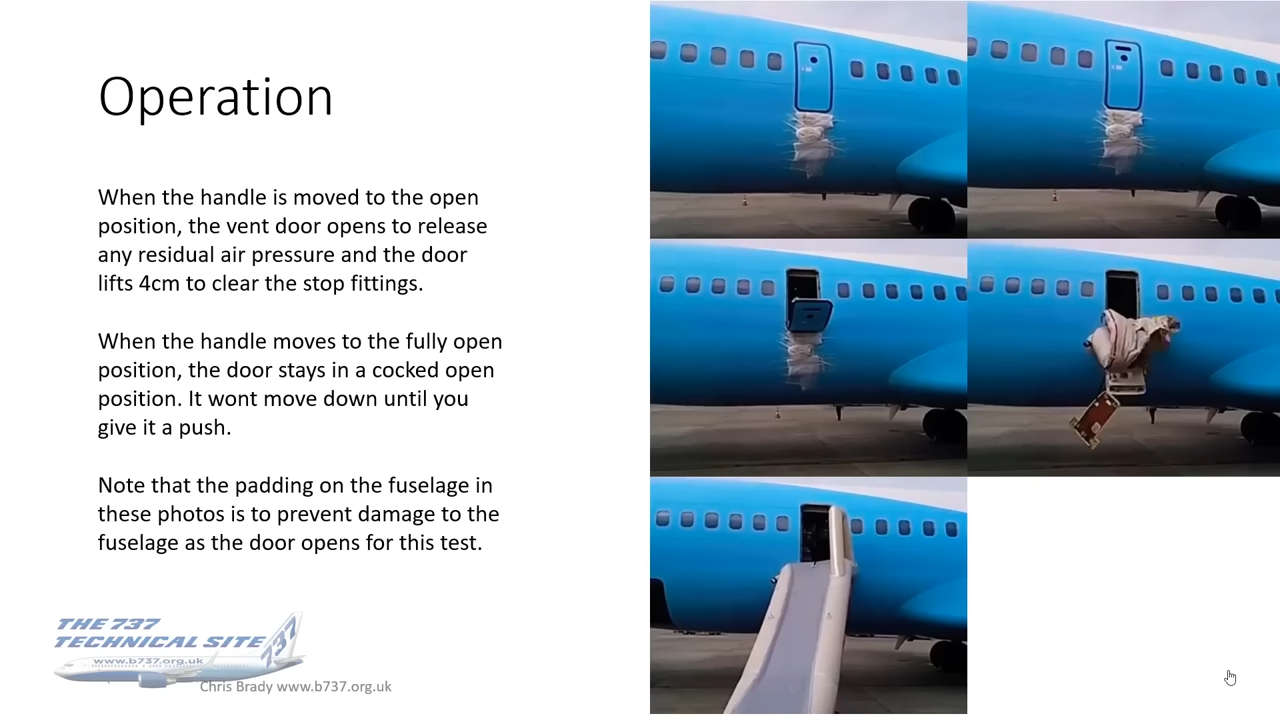 Operation
When the handle is moved to the open
position, the vent door opens to release
any residual air pressure and the door
lifts 4cm to clear the stop fittings.
When the handle moves to the fully open
position, the door stays in a cocked open
position. It wont move down until you
give it a push.
Note that the padding on the fuselage in
these photos is to prevent damage to the
fuselage as the door opens for this test.
THE 737
TECHNICAL SITE
737
www.b737.org.uk
Chris Brady www.b737.org.uk